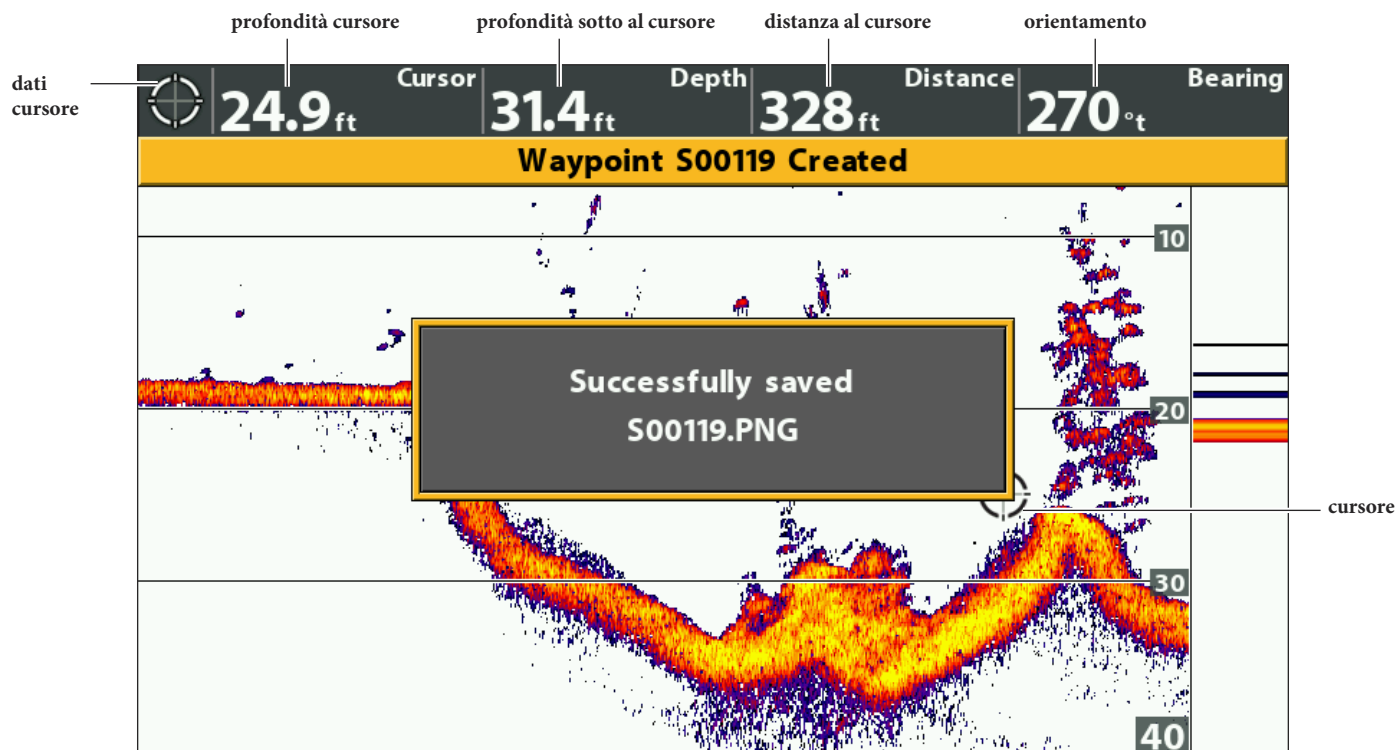 profondità cursore
profondità sotto al cursore
distanza al cursore
orientamento
dati
cursore
Cursor
24.9 ft
Depth
31.4 ft
Distance
328 ft
Bearing
270 °t
Waypoint S00119 Created
10
Successfully saved
S00119.PNG
20
cursore
30
40